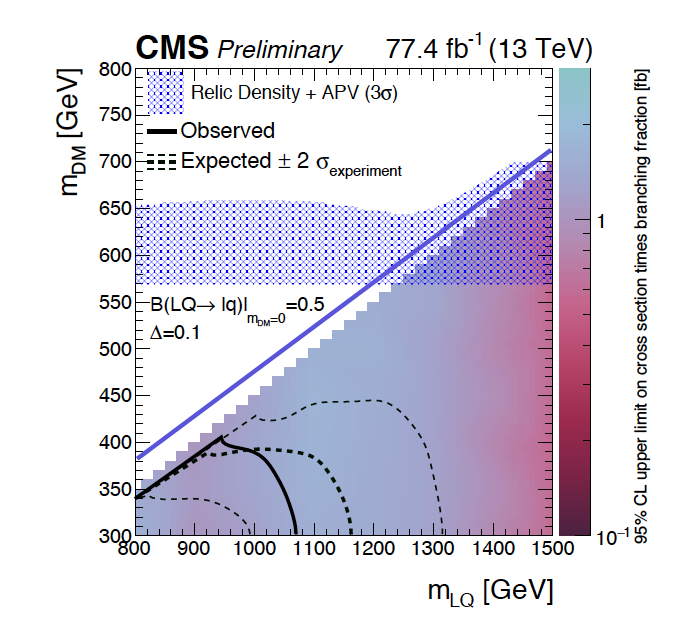 CMS Preliminary 77.4 fb⁻¹ (13 TeV)
m_DM [GeV]
800
750
700
650
600
550
500
450
400
350
300
Relic Density + APV (3σ)
Observed
Expected ± 2 σ_experiment
B(LQ→ lq)|_{m_DM=0}=0.5
Δ=0.1
800 900 1000 1100 1200 1300 1400 1500
m_LQ [GeV]
1
10⁻¹
95% CL upper limit on cross section times branching fraction [fb]